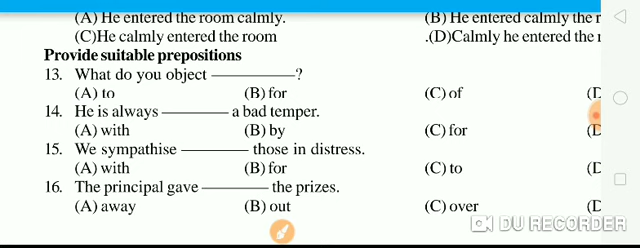 (A) He entered the room calmly. (B) He entered calmly the r
(C)He calmly entered the room .(D)Calmly he entered the
Provide suitable prepositions
13. What do you object ————?
(A) to (B) for (C) of (D
14. He is always ———— a bad temper.
(A) with (B) by (C) for (D
15. We sympathise ———— those in distress.
(A) with (B) for (C) to (D
16. The principal gave ———— the prizes.
(A) away (B) out (C) over (D
DU RECORDER